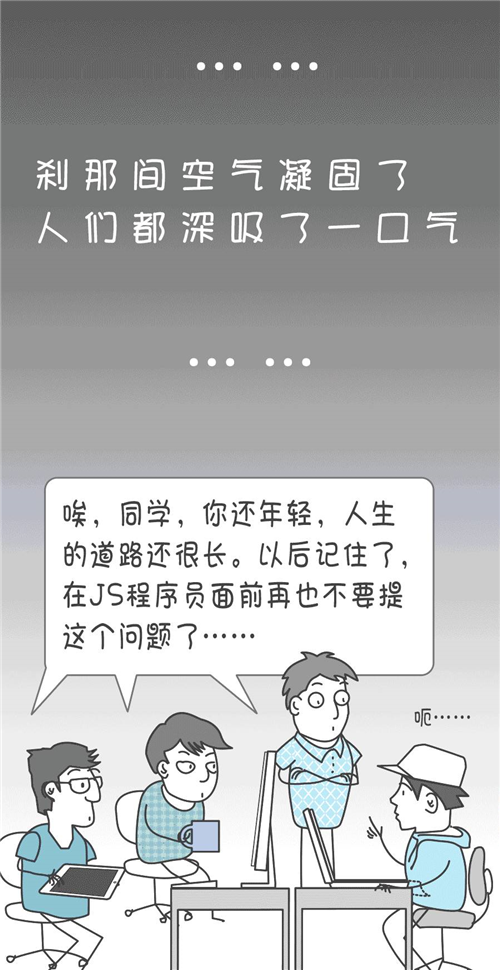 ... ...
刹那间空气凝固了
人们都深吸了一口气
... ...
唉，同学，你还年轻，人生
的道路还很长。以后记住了，
在JS程序员面前再也不要提
这个问题了……
呃……